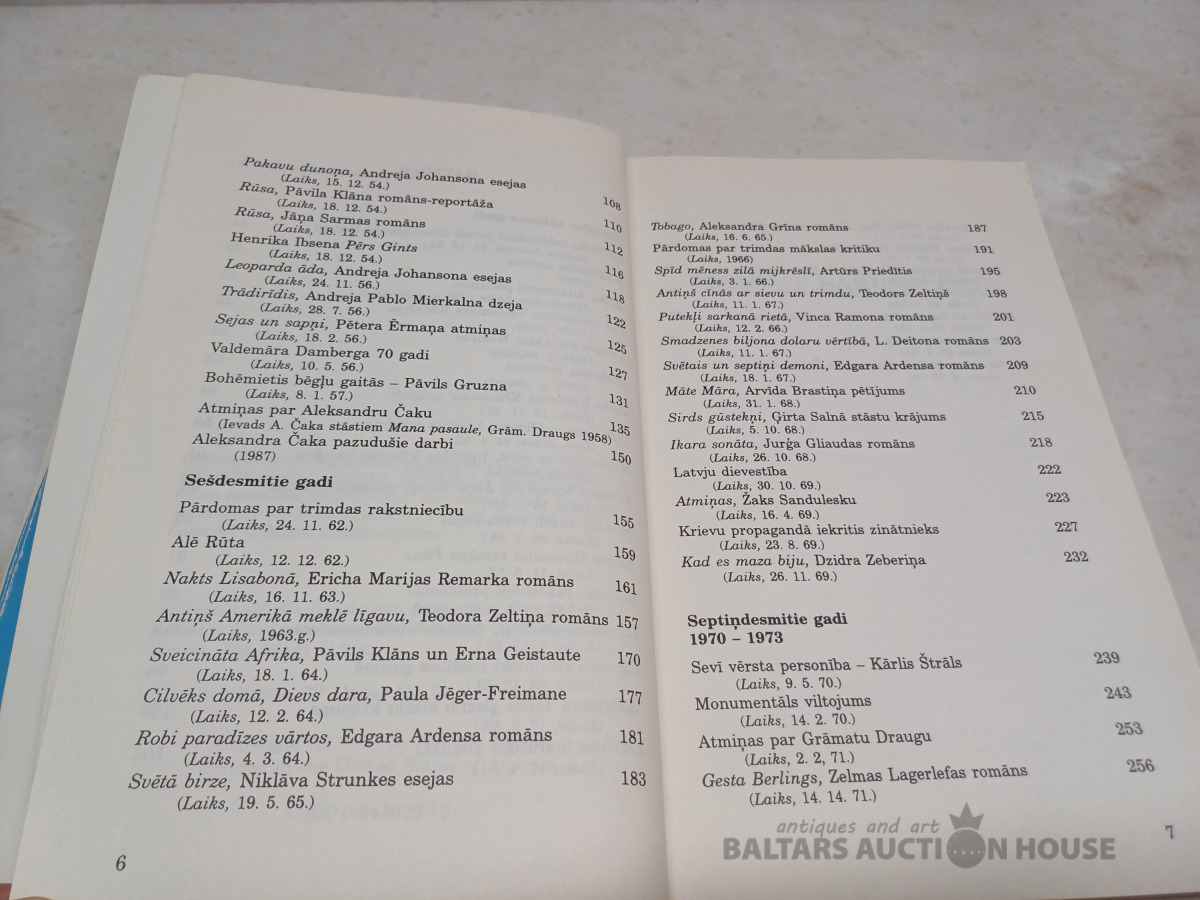 Pakavu dunoņa, Andreja Johansona esejas 108
(Laiks, 15. 12. 54.)
Rūsa, Pāvila Klāna romāns-reportāža 110
(Laiks, 18. 12. 54.)
Rūsa, Jāņa Sarmas romāns 112
(Laiks, 18. 12. 54.)
Henrika Ibsena Pērs Gints 116
(Laiks, 18. 12. 54.)
Leoparda āda, Andreja Johansona esejas 118
(Laiks, 24. 11. 56.)
Trādirīdis, Andreja Pablo Mierkalna dzeja 122
(Laiks, 28. 7. 56.)
Sejas un sapņi, Pētera Ērmaņa atmiņas 125
(Laiks, 18. 2. 56.)
Valdemāra Damberga 70 gadi 127
(Laiks, 10. 5. 56.)
Bohēmietis bēgļu gaitās – Pāvils Gruzna 131
(Laiks, 8. 1. 57.)
Atmiņas par Aleksandru Čaku 135
(Ievads A. Čaka stāstiem Mana pasaule, Grām. Draugs 1958)
Aleksandra Čaka pazudušie darbi 150
(1987)
Sešdesmitie gadi
Pārdomas par trimdas rakstniecību 155
(Laiks, 24. 11. 62.)
Alē Rūta 159
(Laiks, 12. 12. 62.)
Nakts Lisabonā, Ericha Marijas Remarka romāns 161
(Laiks, 16. 11. 63.)
Antiņš Amerikā meklē līgavu, Teodora Zeltiņa romāns 157
(Laiks, 1963.g.)
Sveicināta Afrika, Pāvils Klāns un Erna Geistaute 170
(Laiks, 18. 1. 64.)
Cilvēks domā, Dievs dara, Paula Jēger-Freimane 177
(Laiks, 12. 2. 64.)
Robi paradīzes vārtos, Edgara Ardensa romāns 181
(Laiks, 4. 3. 64.)
Svētā birze, Niklāva Strunkes esejas 183
(Laiks, 19. 5. 65.)
6
Tobago, Aleksandra Grīna romāns 187
(Laiks, 16. 6. 65.)
Pārdomas par trimdas mākslas kritiku 191
(Laiks, 1966)
Spīd mēness zilā mijkrēslī, Artūrs Priedītis 195
(Laiks, 3. 1. 66.)
Antiņš cīnās ar sievu un trimdu, Teodors Zeltiņš 198
(Laiks, 11. 1. 67.)
Putekļi sarkanā rietā, Vinca Ramona romāns 201
(Laiks, 12. 2. 66.)
Smadzenes biljona dolaru vērtībā, L. Deitona romāns 203
(Laiks, 11. 1. 67.)
Svētais un septiņi demoni, Edgara Ardensa romāns 209
(Laiks, 18. 1. 67.)
Māte Māra, Arvīda Brastiņa pētījums 210
(Laiks, 31. 1. 68.)
Sirds gūstekņi, Ģirta Salnā stāstu krājums 215
(Laiks, 5. 10. 68.)
Ikara sonāta, Jurģa Gliaudas romāns 218
(Laiks, 26. 10. 68.)
Latvju dievestība 222
(Laiks, 30. 10. 69.)
Atmiņas, Žaks Sandulesku 223
(Laiks, 16. 4. 69.)
Krievu propagandā iekritis zinātnieks 227
(Laiks, 23. 8. 69.)
Kad es maza biju, Dzidra Zeberiņa 232
(Laiks, 26. 11. 69.)
Septiņdesmitie gadi
1970 – 1973
Sevī vērsta personība – Kārlis Štrāls 239
(Laiks, 9. 5. 70.)
Monumentāls viltojums 243
(Laiks, 14. 2. 70.)
Atmiņas par Grāmatu Draugu 253
(Laiks, 2. 2, 71.)
Gesta Berlings, Zelmas Lagerlefas romāns 256
(Laiks, 14. 14. 71.)
7
antiques and art
BALTARS AUCTION HOUSE